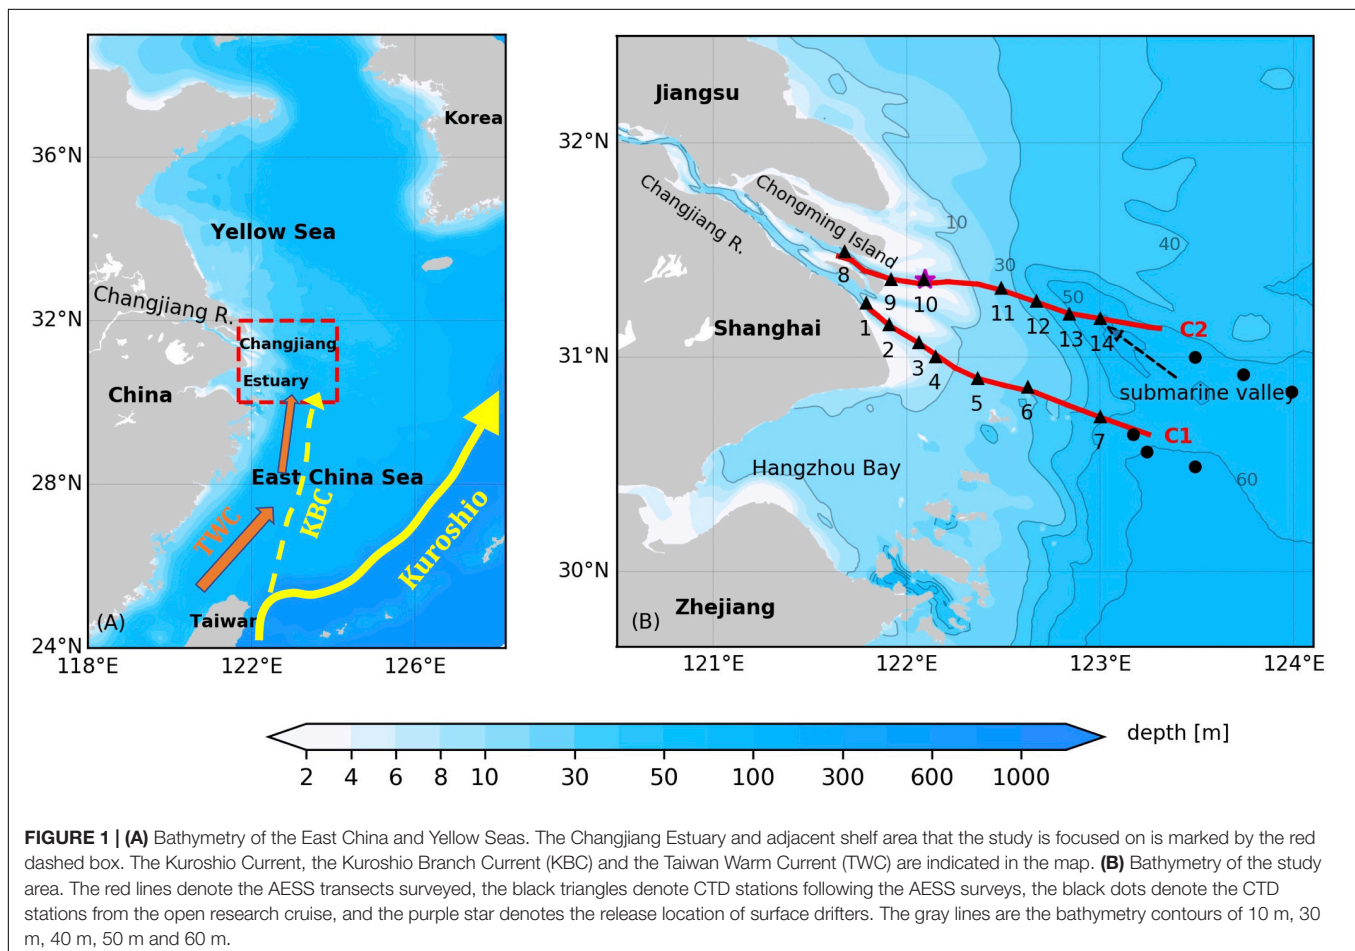 36°N
32°N
28°N
24°N
118°E
122°E
126°E
Korea
Yellow Sea
Changjiang R.
Changjiang
Estuary
China
East China Sea
TWC
KBC
Kuroshio
Taiwan
(A)
32°N
31°N
30°N
121°E
122°E
123°E
124°E
Jiangsu
Chongming Island
Changjiang R.
Shanghai
10
30
40
50
60
8
9
10
11
12
13
14
C2
1
2
3
4
5
6
7
C1
submarine valley
Hangzhou Bay
Zhejiang
(B)
depth [m]
2 4 6 8 10 30 50 100 300 600 1000
FIGURE 1 | (A) Bathymetry of the East China and Yellow Seas. The Changjiang Estuary and adjacent shelf area that the study is focused on is marked by the red
dashed box. The Kuroshio Current, the Kuroshio Branch Current (KBC) and the Taiwan Warm Current (TWC) are indicated in the map. (B) Bathymetry of the study
area. The red lines denote the AESS transects surveyed, the black triangles denote CTD stations following the AESS surveys, the black dots denote the CTD
stations from the open research cruise, and the purple star denotes the release location of surface drifters. The gray lines are the bathymetry contours of 10 m, 30
m, 40 m, 50 m and 60 m.